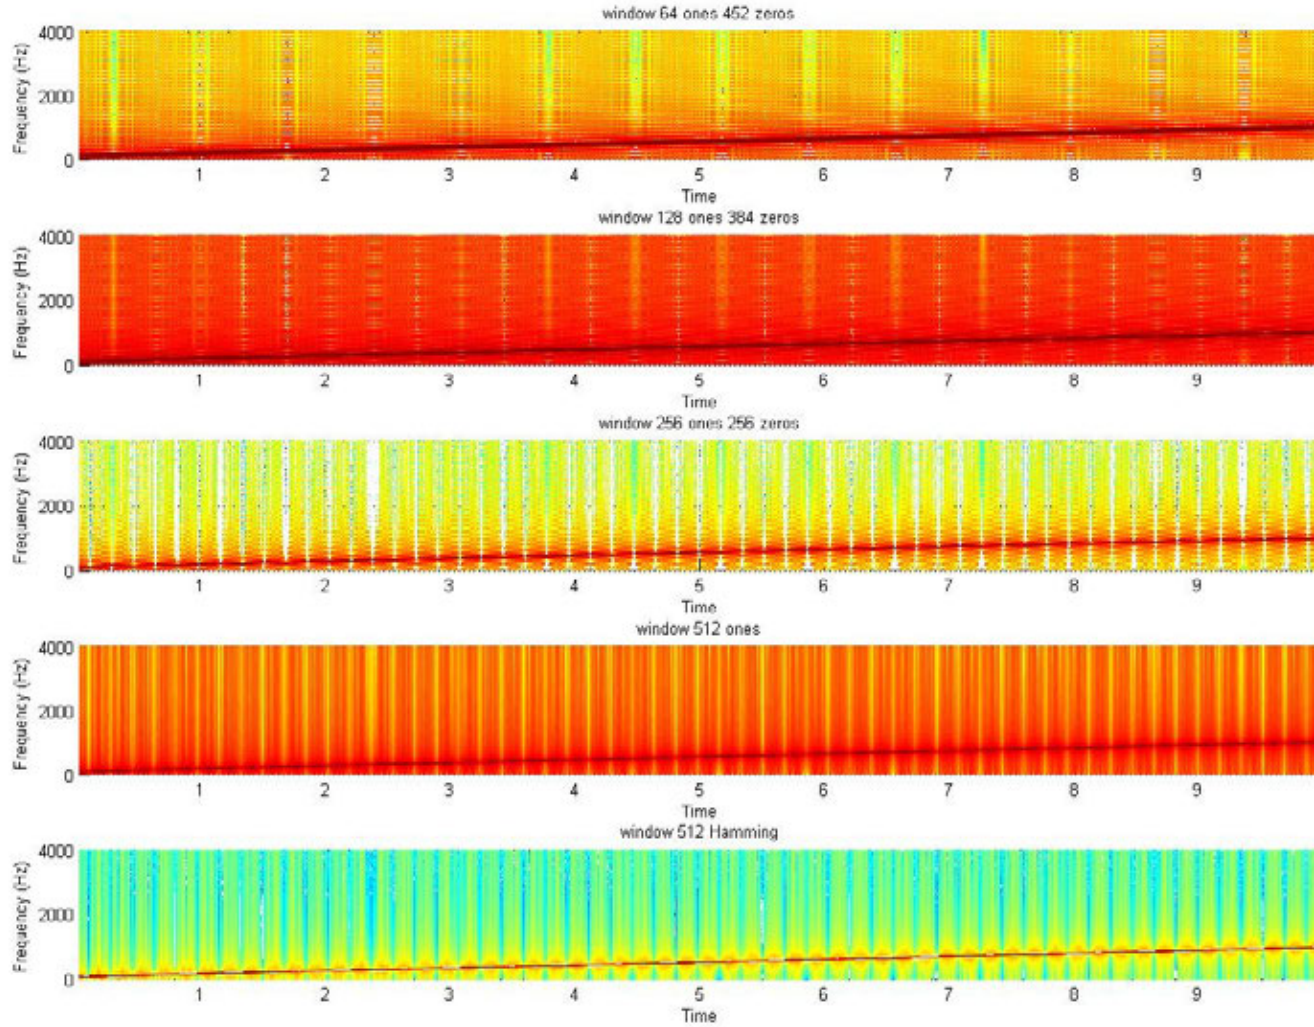 window 64 ones 452 zeros
Frequency (Hz)
4000
2000
0
1 2 3 4 5 6 7 8 9
Time
window 128 ones 384 zeros
Frequency (Hz)
4000
2000
0
1 2 3 4 5 6 7 8 9
Time
window 256 ones 256 zeros
Frequency (Hz)
4000
2000
0
1 2 3 4 5 6 7 8 9
Time
window 512 ones
Frequency (Hz)
4000
2000
0
1 2 3 4 5 6 7 8 9
Time
window 512 Hamming
Frequency (Hz)
4000
2000
0
1 2 3 4 5 6 7 8 9
Time